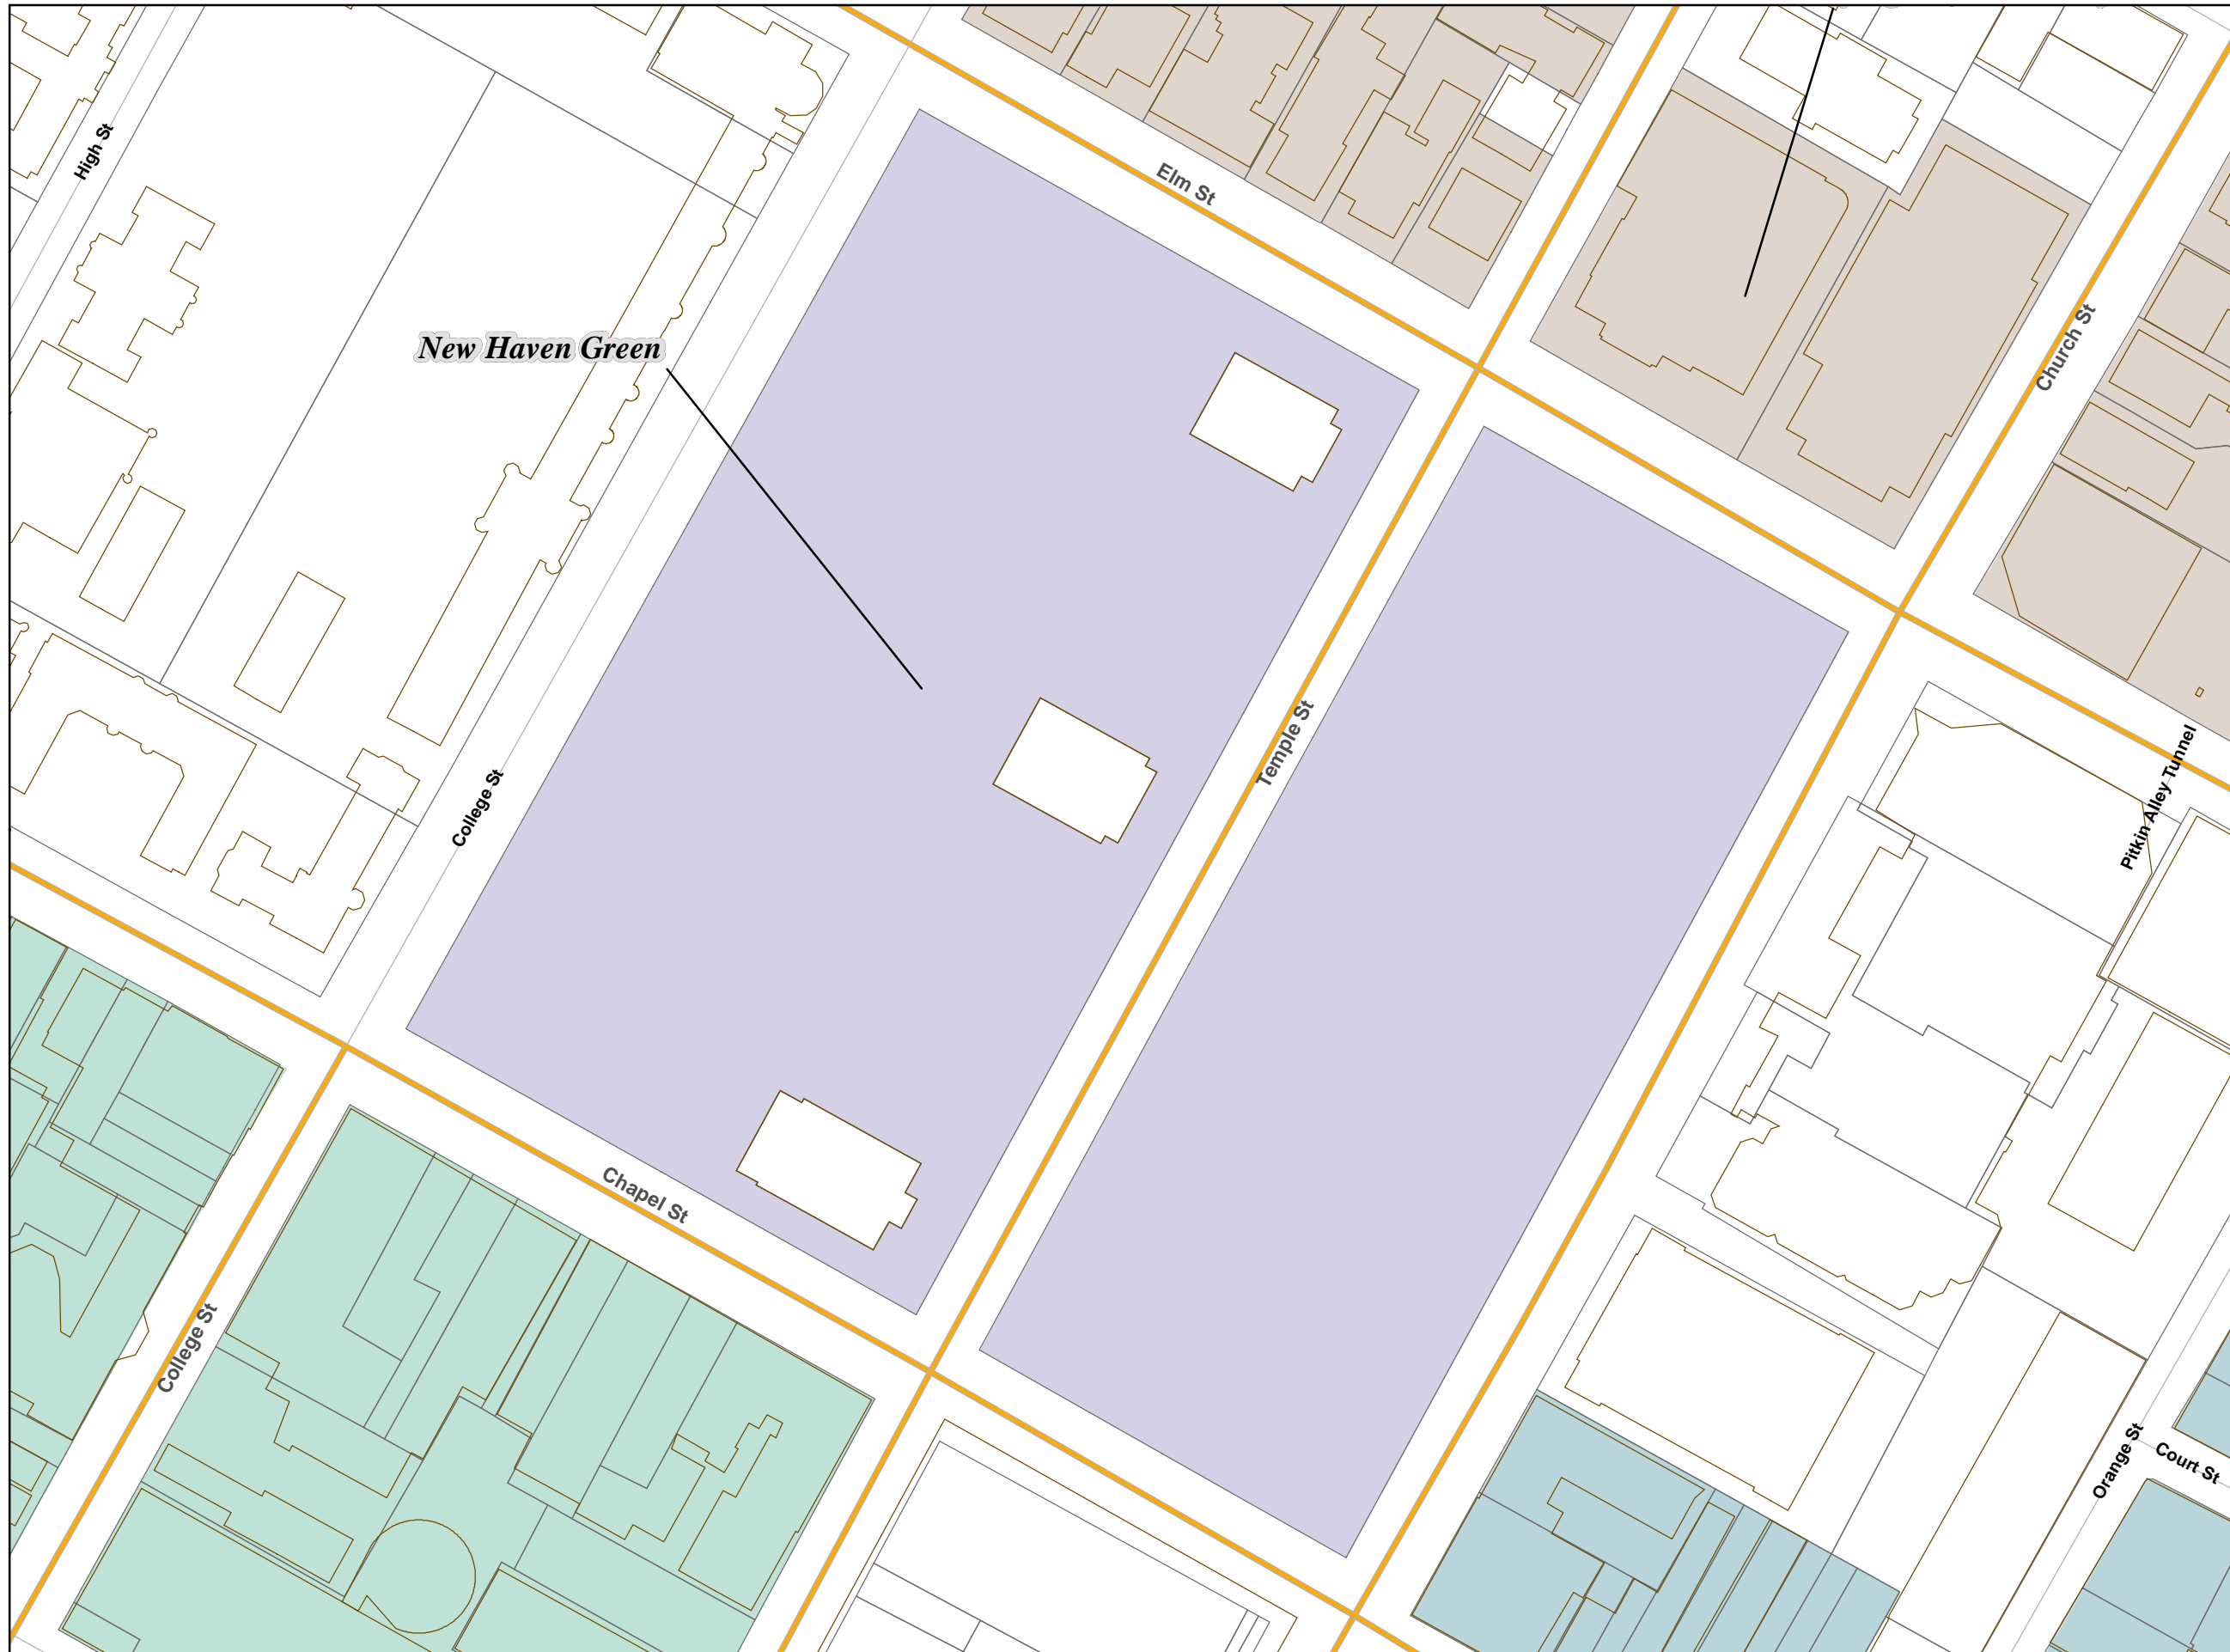 High St
Elm St
New Haven Green
Church St
Temple St
College St
Pitkin Alley Tunnel
Chapel St
College St
Orange St
Court St